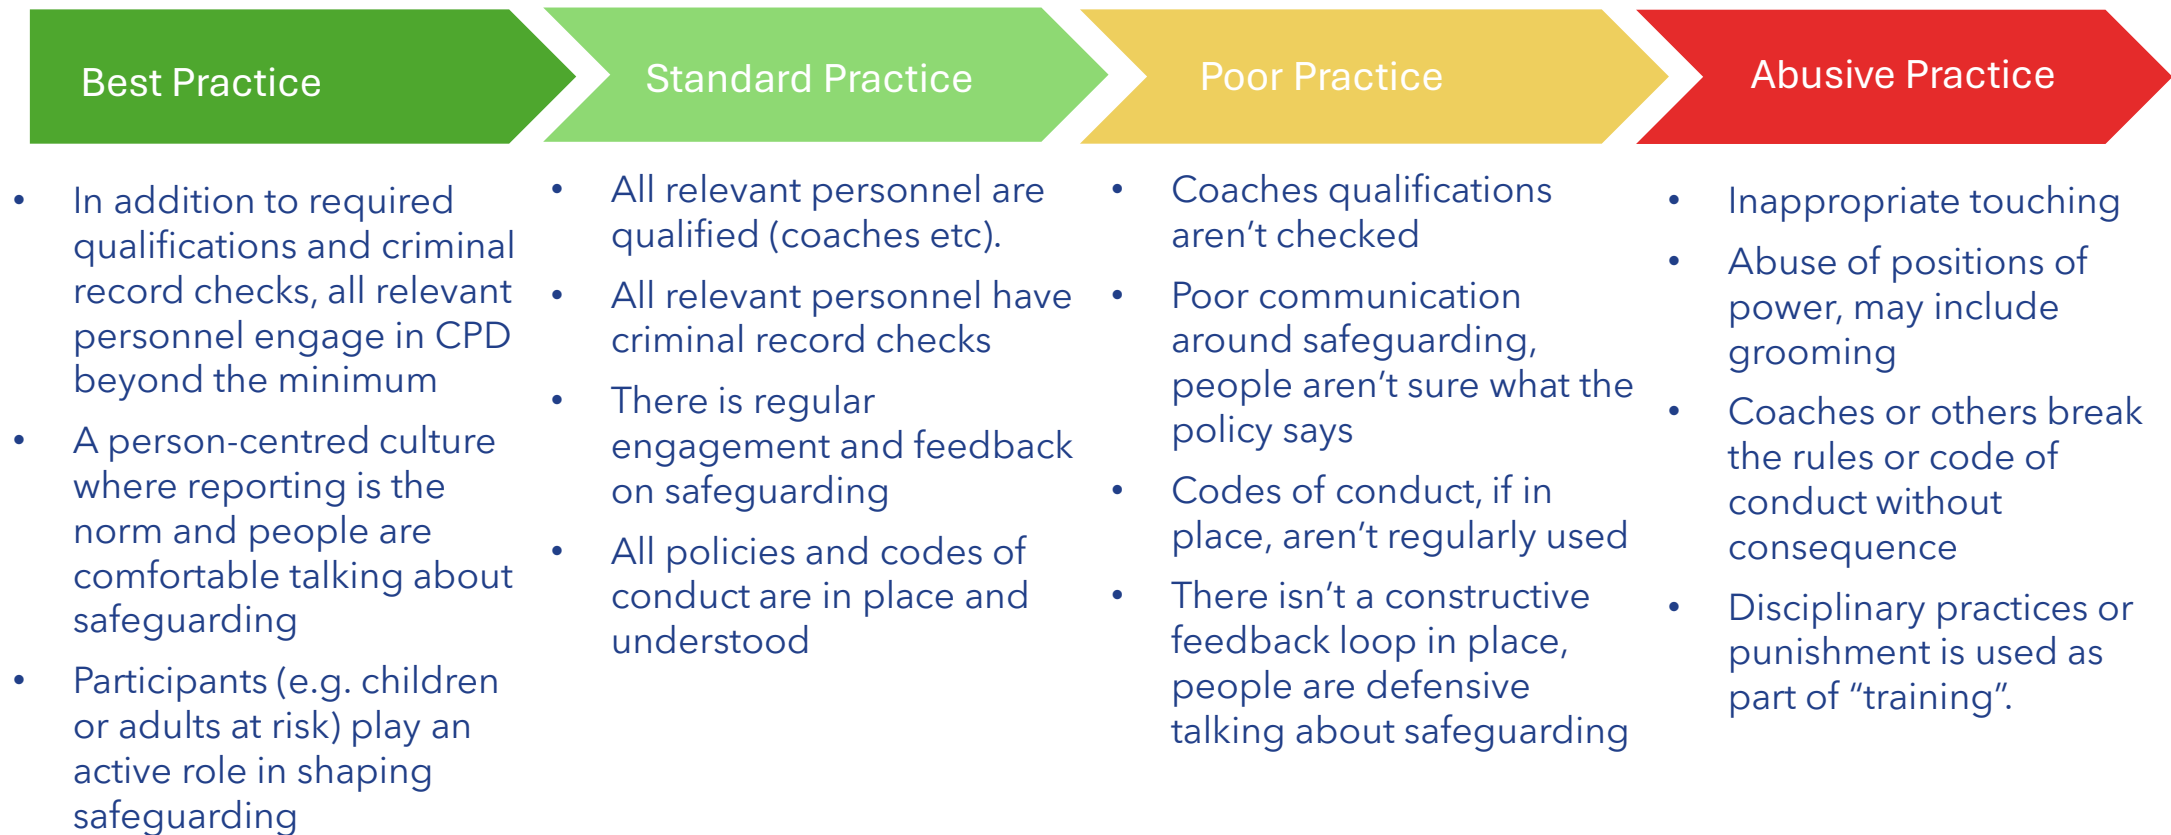 Best Practice
Standard Practice
Poor Practice
Abusive Practice
• In addition to required
qualifications and criminal
record checks, all relevant
personnel engage in CPD
beyond the minimum
• A person-centred culture
where reporting is the
norm and people are
comfortable talking about
safeguarding
• Participants (e.g. children
or adults at risk) play an
active role in shaping
safeguarding
• All relevant personnel are
qualified (coaches etc).
• All relevant personnel have
criminal record checks
• There is regular
engagement and feedback
on safeguarding
• All policies and codes of
conduct are in place and
understood
• Coaches qualifications
aren’t checked
• Poor communication
around safeguarding,
people aren’t sure what the
policy says
• Codes of conduct, if in
place, aren’t regularly used
• There isn’t a constructive
feedback loop in place,
people are defensive
talking about safeguarding
• Inappropriate touching
• Abuse of positions of
power, may include
grooming
• Coaches or others break
the rules or code of
conduct without
consequence
• Disciplinary practices or
punishment is used as
part of “training”.